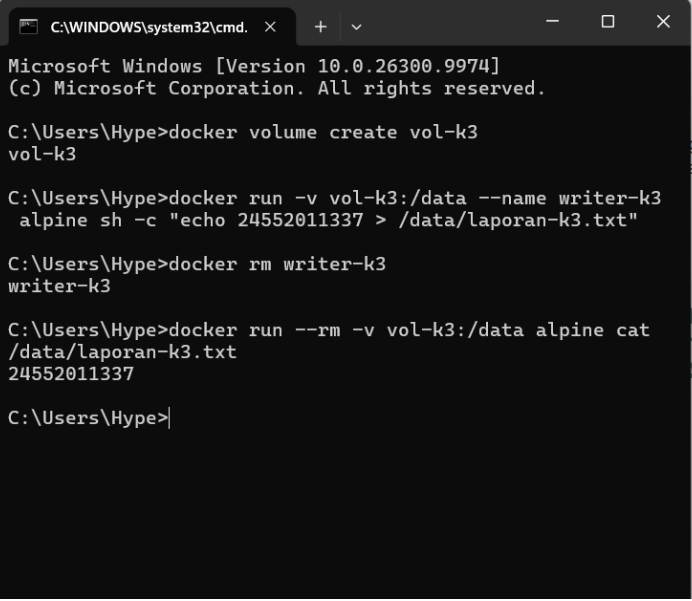 C:\WINDOWS\system32\cmd.
Microsoft Windows [Version 10.0.26300.9974]
(c) Microsoft Corporation. All rights reserved.
C:\Users\Hype>docker volume create vol-k3
vol-k3
C:\Users\Hype>docker run -v vol-k3:/data --name writer-k3
alpine sh -c "echo 24552011337 > /data/laporan-k3.txt"
C:\Users\Hype>docker rm writer-k3
writer-k3
C:\Users\Hype>docker run --rm -v vol-k3:/data alpine cat
/data/laporan-k3.txt
24552011337
C:\Users\Hype>